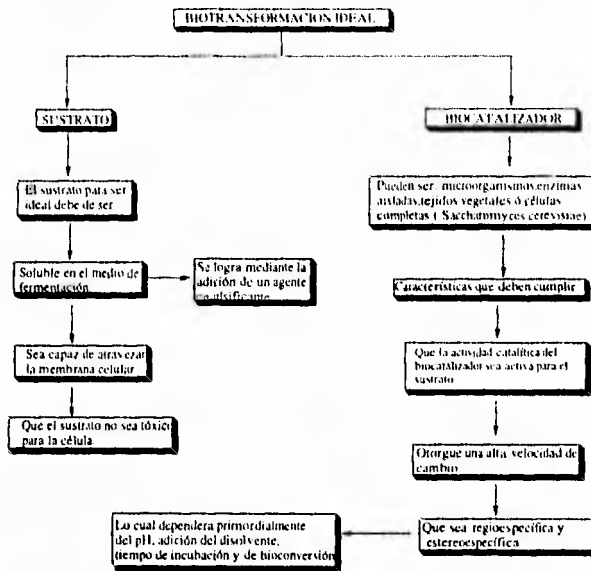 BIOTRANSFORMACION IDEAL
SUSTRATO
El sustrato para ser
ideal debe de ser
Soluble en el medio de
fermentación.
Se logra mediante la
adición de un agente
emulsificante
Sea capaz de atravezar
la membrana celular
Que el sustrato no sea tóxico
para la célula.
BIOCATALIZADOR
Pueden ser: microorganismos,enzimas
aisladas,tejidos vegetales ó células
completas ( Saccharomyces cerevisiae)
Características que deben cumplir
Que la actividad catalítica del
biocatalizador sea activa para el
sustrato
Otorgue una alta velocidad de
cambio
Que sea regioespecífica y
estereoespecífica
Lo cual dependera primordialmente
del pH, adición del disolvente,
tiempo de incubación y de bioconversión